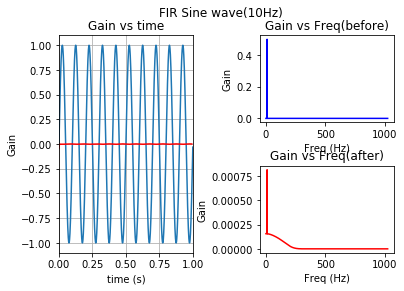 FIR Sine wave(10Hz)
Gain vs time
Gain
1.00
0.75
0.50
0.25
0.00
−0.25
−0.50
−0.75
−1.00
0.00 0.25 0.50 0.75 1.00
time (s)
Gain vs Freq(before)
Gain
0.4
0.2
0.0
0 500 1000
Freq (Hz)
Gain vs Freq(after)
Gain
0.00075
0.00050
0.00025
0.00000
0 500 1000
Freq (Hz)